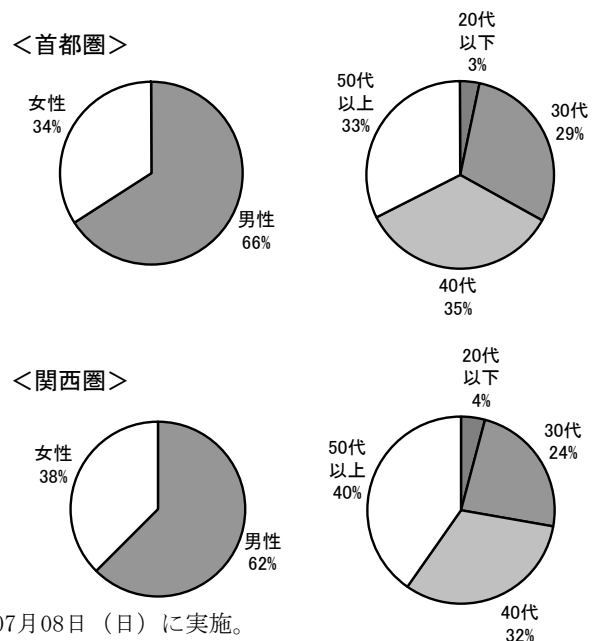 <首都圏>
女性
34%
男性
66%
20代
以下
3%
30代
29%
40代
35%
50代
以上
33%
<関西圏>
女性
38%
男性
62%
20代
以下
4%
30代
24%
40代
32%
50代
以上
40%
07月08日（日）に実施。